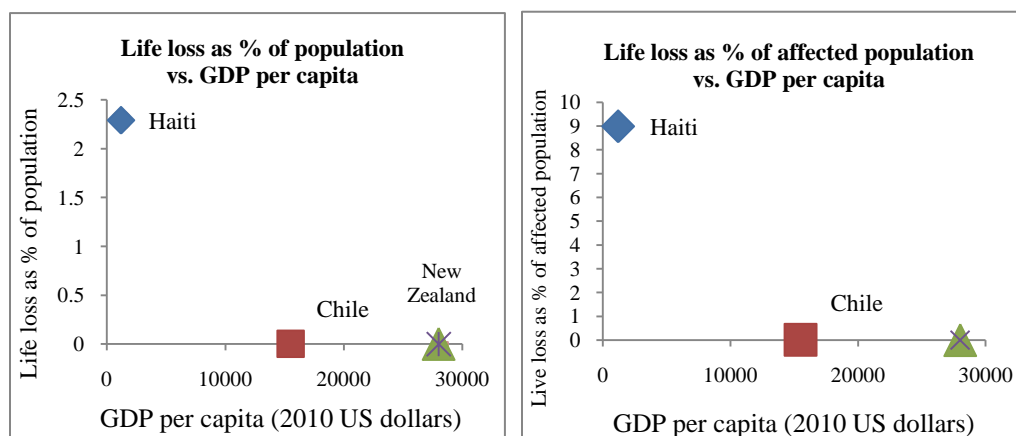 Life loss as % of population
vs. GDP per capita
Life loss as % of population
2.5
2
1.5
1
0.5
0
Haiti
Chile
New
Zealand
0 10000 20000 30000
GDP per capita (2010 US dollars)
Life loss as % of affected population
vs. GDP per capita
Live loss as % of affected population
10
9
8
7
6
5
4
3
2
1
0
Haiti
Chile
0 10000 20000 30000
GDP per capita (2010 US dollars)